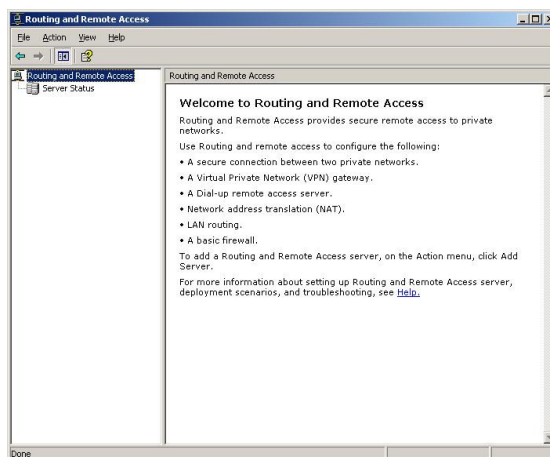 Routing and Remote Access
File Action View Help
Routing and Remote Access
Server Status
Routing and Remote Access
Welcome to Routing and Remote Access
Routing and Remote Access provides secure remote access to private
networks.
Use Routing and remote access to configure the following:
• A secure connection between two private networks.
• A Virtual Private Network (VPN) gateway.
• A Dial-up remote access server.
• Network address translation (NAT).
• LAN routing.
• A basic firewall.
To add a Routing and Remote Access server, on the Action menu, click Add
Server.
For more information about setting up Routing and Remote Access server,
deployment scenarios, and troubleshooting, see Help.
Done